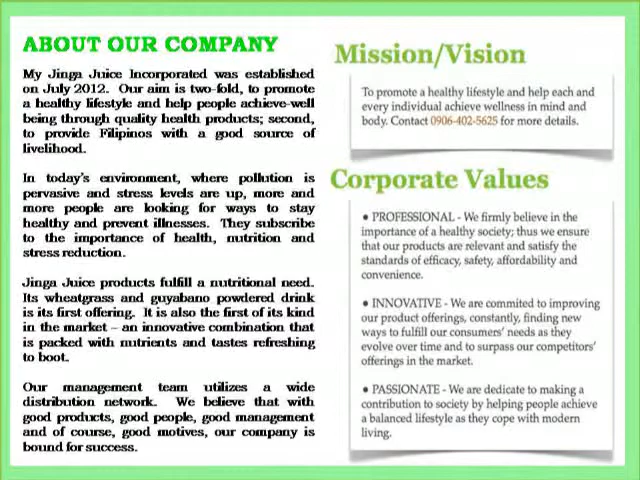 ABOUT OUR COMPANY
My Jinga Juice Incorporated was established
on July 2012. Our aim is two-fold, to promote
a healthy lifestyle and help people achieve-well
being through quality health products; second,
to provide Filipinos with a good source of
livelihood.
In today's environment, where pollution is
pervasive and stress levels are up, more and
more people are looking for ways to stay
healthy and prevent illnesses. They subscribe
to the importance of health, nutrition and
stress reduction.
Jinga Juice products fulfill a nutritional need.
Its wheatgrass and guyabano powdered drink
is its first offering. It is also the first of its kind
in the market – an innovative combination that
is packed with nutrients and tastes refreshing
to boot.
Our management team utilizes a wide
distribution network. We believe that with
good products, good people, good management
and of course, good motives, our company is
bound for success.
Mission/Vision
To promote a healthy lifestyle and help each and
every individual achieve wellness in mind and
body. Contact 0906-402-5625 for more details.
Corporate Values
• PROFESSIONAL - We firmly believe in the
importance of a healthy society; thus we ensure
that our products are relevant and satisfy the
standards of efficacy, safety, affordability and
convenience.
• INNOVATIVE - We are commited to improving
our product offerings, constantly, finding new
ways to fulfill our consumers' needs as they
evolve over time and to surpass our competitors'
offerings in the market.
• PASSIONATE - We are dedicate to making a
contribution to society by helping people achieve
a balanced lifestyle as they cope with modern
living.